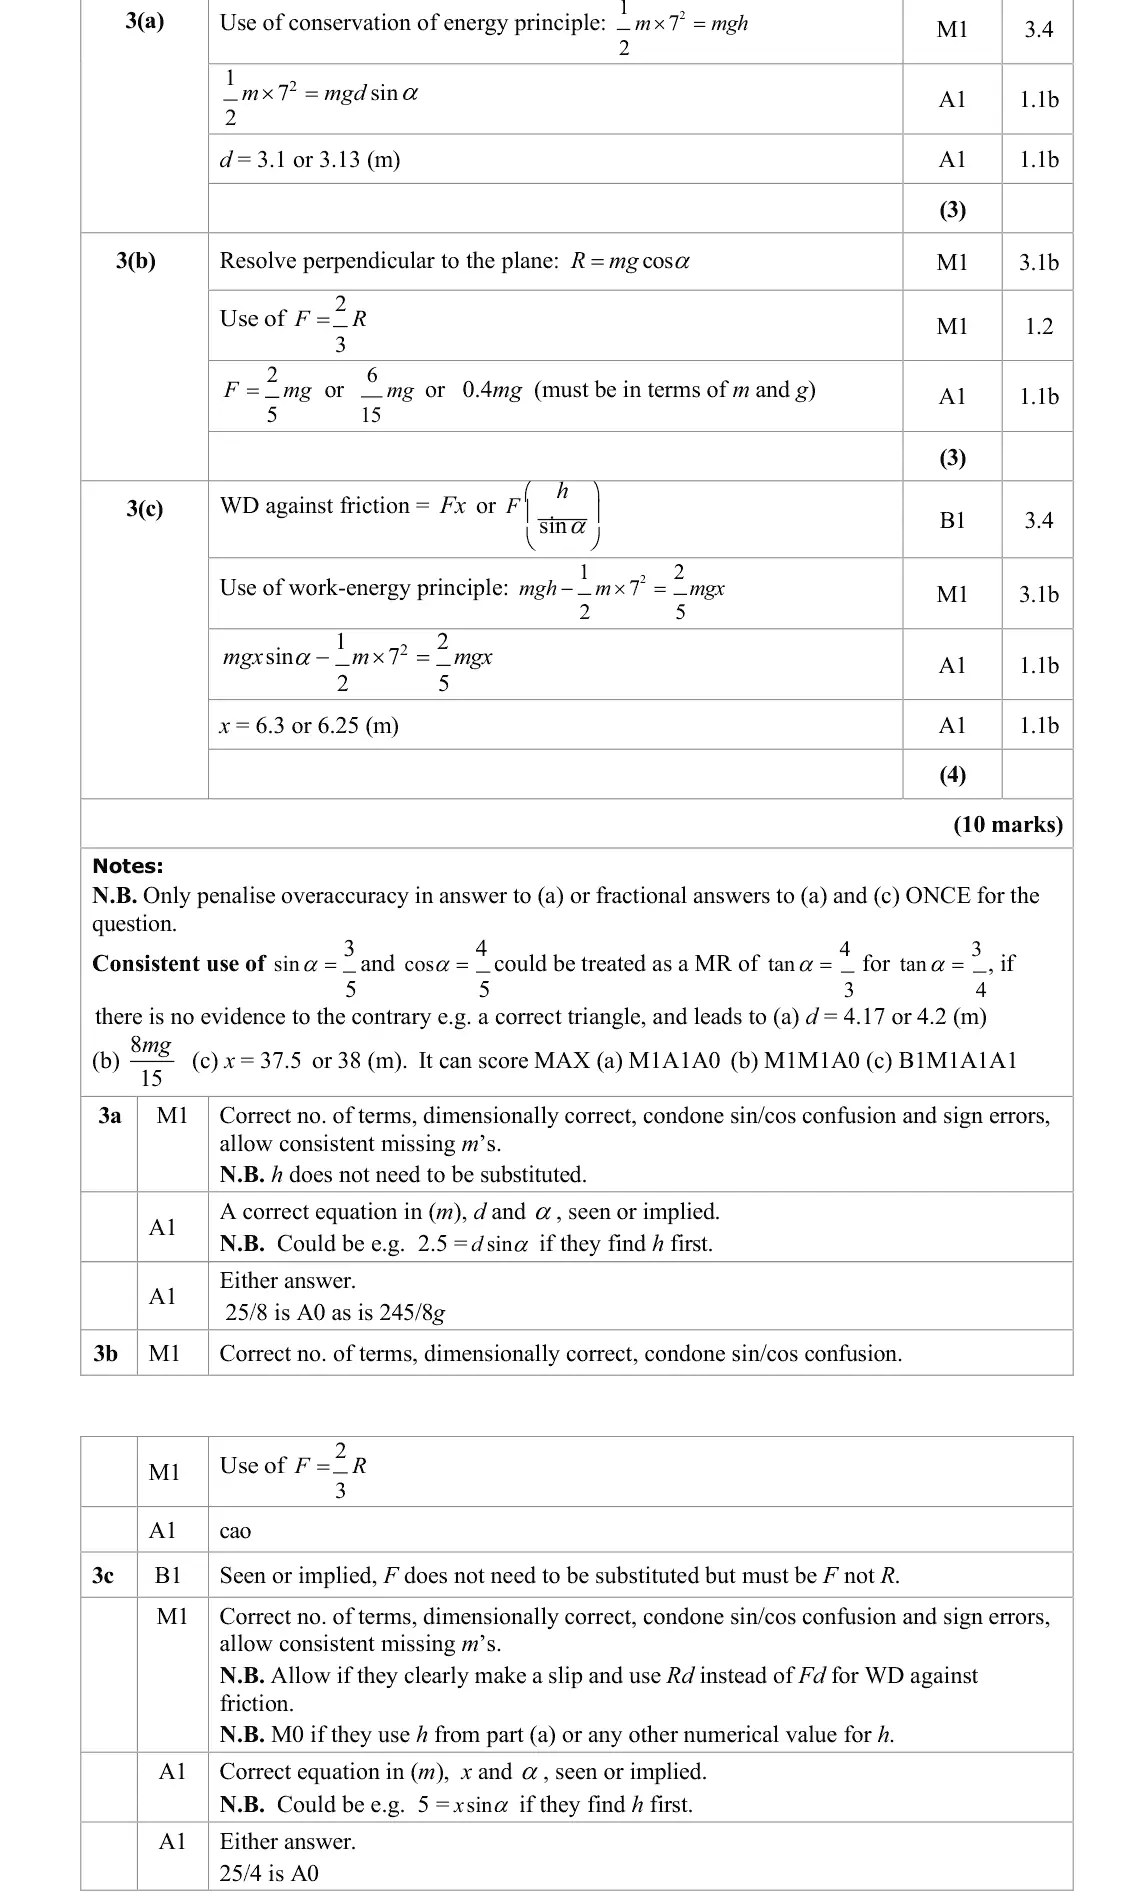 3(a) Use of conservation of energy principle: 1/2 m × 7² = mgh M1 3.4
1/2 m × 7² = mgd sin α A1 1.1b
d = 3.1 or 3.13 (m) A1 1.1b
(3)
3(b) Resolve perpendicular to the plane: R = mg cosα M1 3.1b
Use of F = 2/3 R M1 1.2
F = 2/5 mg or 6/15 mg or 0.4mg (must be in terms of m and g) A1 1.1b
(3)
3(c) WD against friction = Fx or F(h/sin α) B1 3.4
Use of work-energy principle: mgh − 1/2 m × 7² = 2/5 mgx M1 3.1b
mgx sinα − 1/2 m × 7² = 2/5 mgx A1 1.1b
x = 6.3 or 6.25 (m) A1 1.1b
(4)
(10 marks)
Notes:
N.B. Only penalise overaccuracy in answer to (a) or fractional answers to (a) and (c) ONCE for the
question.
Consistent use of sin α = 3/5 and cosα = 4/5 could be treated as a MR of tan α = 4/3 for tan α = 3/4, if
there is no evidence to the contrary e.g. a correct triangle, and leads to (a) d = 4.17 or 4.2 (m)
(b) 8mg/15 (c) x = 37.5 or 38 (m). It can score MAX (a) M1A1A0 (b) M1M1A0 (c) B1M1A1A1
3a M1 Correct no. of terms, dimensionally correct, condone sin/cos confusion and sign errors,
allow consistent missing m’s.
N.B. h does not need to be substituted.
A1 A correct equation in (m), d and α , seen or implied.
N.B. Could be e.g. 2.5 = d sinα if they find h first.
A1 Either answer.
25/8 is A0 as is 245/8g
3b M1 Correct no. of terms, dimensionally correct, condone sin/cos confusion.
M1 Use of F = 2/3 R
A1 cao
3c B1 Seen or implied, F does not need to be substituted but must be F not R.
M1 Correct no. of terms, dimensionally correct, condone sin/cos confusion and sign errors,
allow consistent missing m’s.
N.B. Allow if they clearly make a slip and use Rd instead of Fd for WD against
friction.
N.B. M0 if they use h from part (a) or any other numerical value for h.
A1 Correct equation in (m), x and α , seen or implied.
N.B. Could be e.g. 5 = x sinα if they find h first.
A1 Either answer.
25/4 is A0